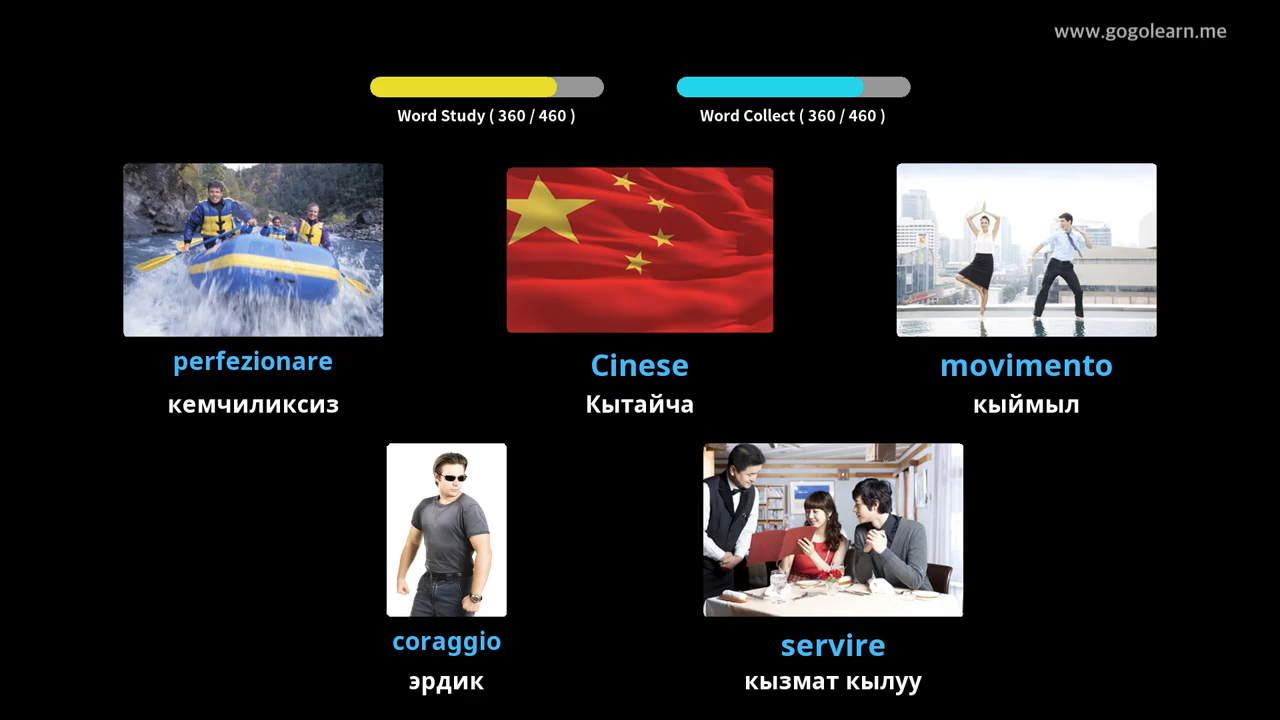 www.gogolearn.me
Word Study ( 360 / 460 )
Word Collect ( 360 / 460 )
perfezionare
кемчиликсиз
Cinese
Кытайча
movimento
кыймыл
coraggio
эрдик
servire
кызмат кылуу